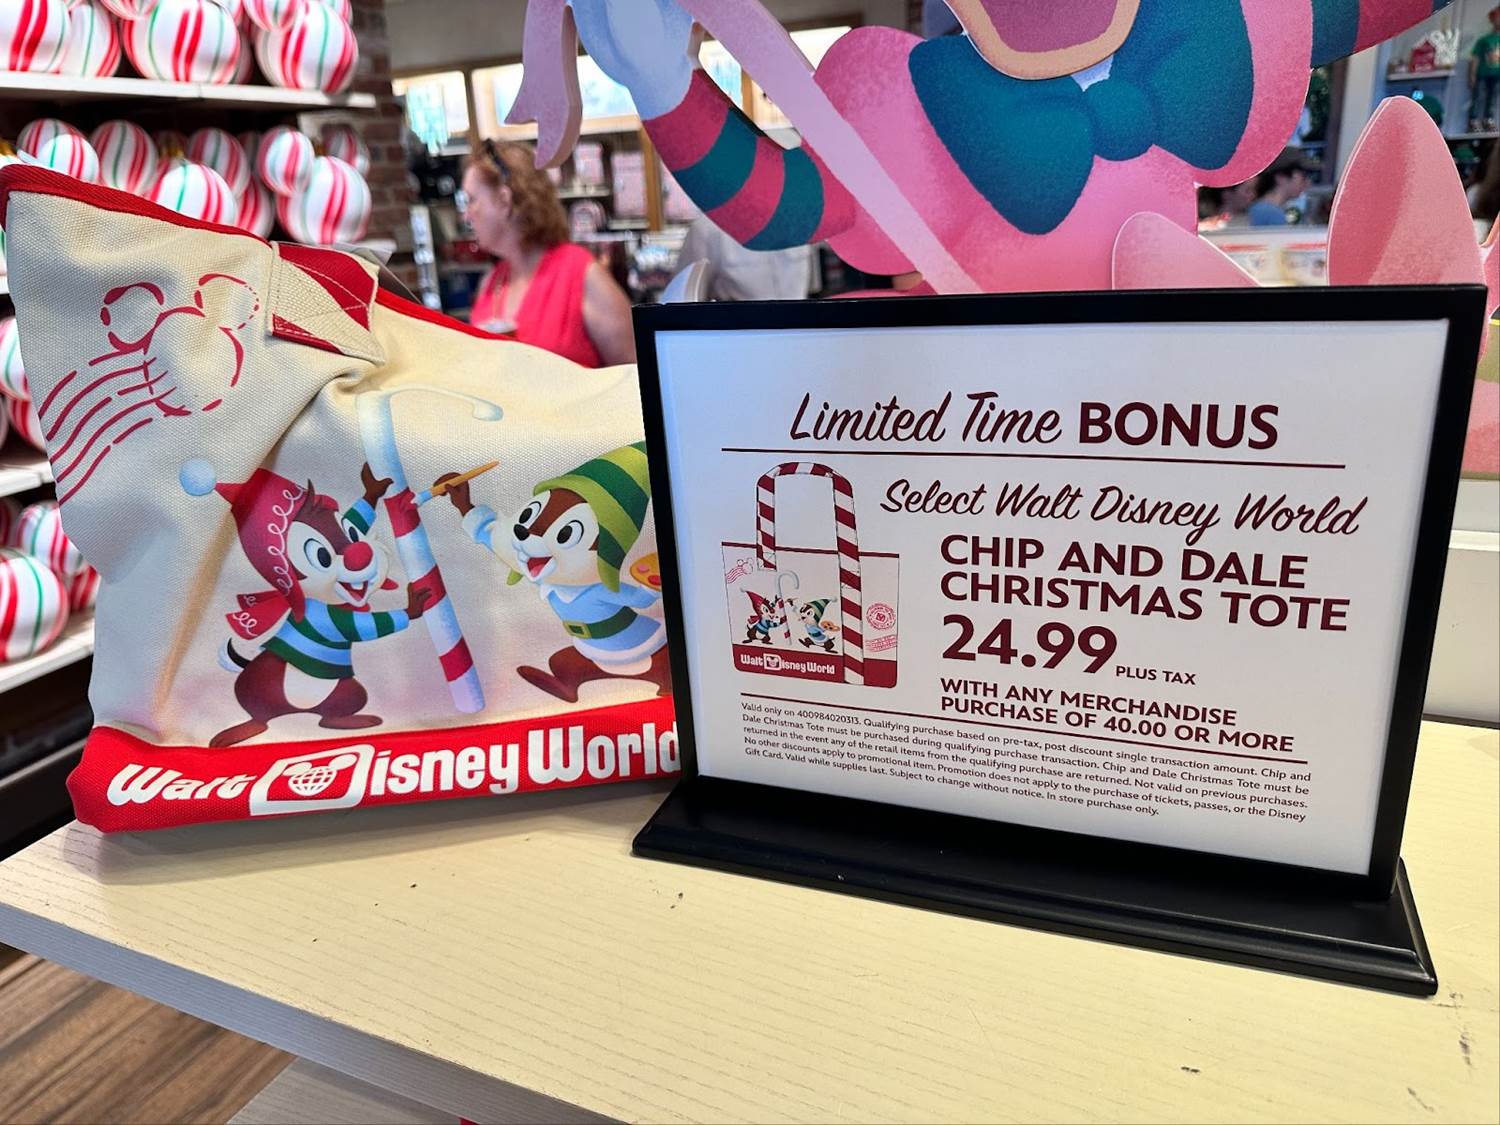 Walt Disney World
Limited Time BONUS
Select Walt Disney World
CHIP AND DALE
CHRISTMAS TOTE
24.99 PLUS TAX
WITH ANY MERCHANDISE
PURCHASE OF 40.00 OR MORE
Walt Disney World
Valid only on 400984020313. Qualifying purchase based on pre-tax, post discount single transaction amount. Chip and
Dale Christmas Tote must be purchased during qualifying purchase transaction. Chip and Dale Christmas Tote must be
returned in the event any of the retail items from the qualifying purchase are returned. Not valid on previous purchases.
No other discounts apply to promotional item. Promotion does not apply to the purchase of tickets, passes, or the Disney
Gift Card. Valid while supplies last. Subject to change without notice. In store purchase only.